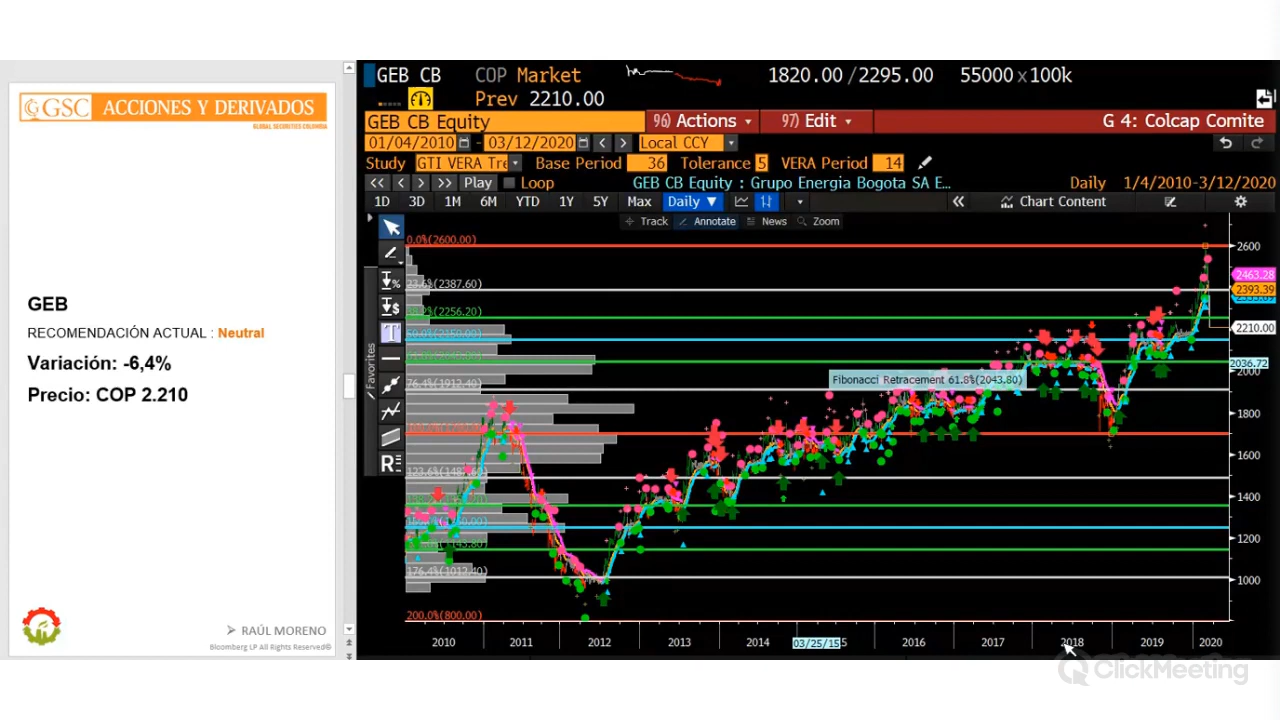 GSC ACCIONES Y DERIVADOS
GLOBAL SECURITIES COLOMBIA
GEB
RECOMENDACIÓN ACTUAL : Neutral
Variación: -6,4%
Precio: COP 2.210
➢ RAÚL MORENO
Bloomberg LP All Rights Reserved®
GEB CB COP Market 1820.00 /2295.00 55000 x 100k
Prev 2210.00
GEB CB Equity 96) Actions 97) Edit G 4: Colcap Comite
01/04/2010 - 03/12/2020 Local CCY
Study GTI VERA Tre Base Period 36 Tolerance 5 VERA Period 14
<< < > >> Play Loop GEB CB Equity : Grupo Energia Bogota SA E... Daily 1/4/2010-3/12/2020
1D 3D 1M 6M YTD 1Y 5Y Max Daily ▼ « Chart Content
Track Annotate News Zoom
Favorites
%
$
T
R
0.0%(2600.00)
23.6%(2387.60)
38.2%(2256.20)
50.0%(2150.00)
76.4%(1912.40)
123.6%(1487.60)
176.4%(1012.40)
200.0%(800.00)
Fibonacci Retracement 61.8%(2043.80)
2600
2463.28
2393.39
2210.00
2036.72
2000
1800
1600
1400
1200
1000
2010 2011 2012 2013 2014 03/25/15 5 2016 2017 2018 2019 2020
ClickMeeting